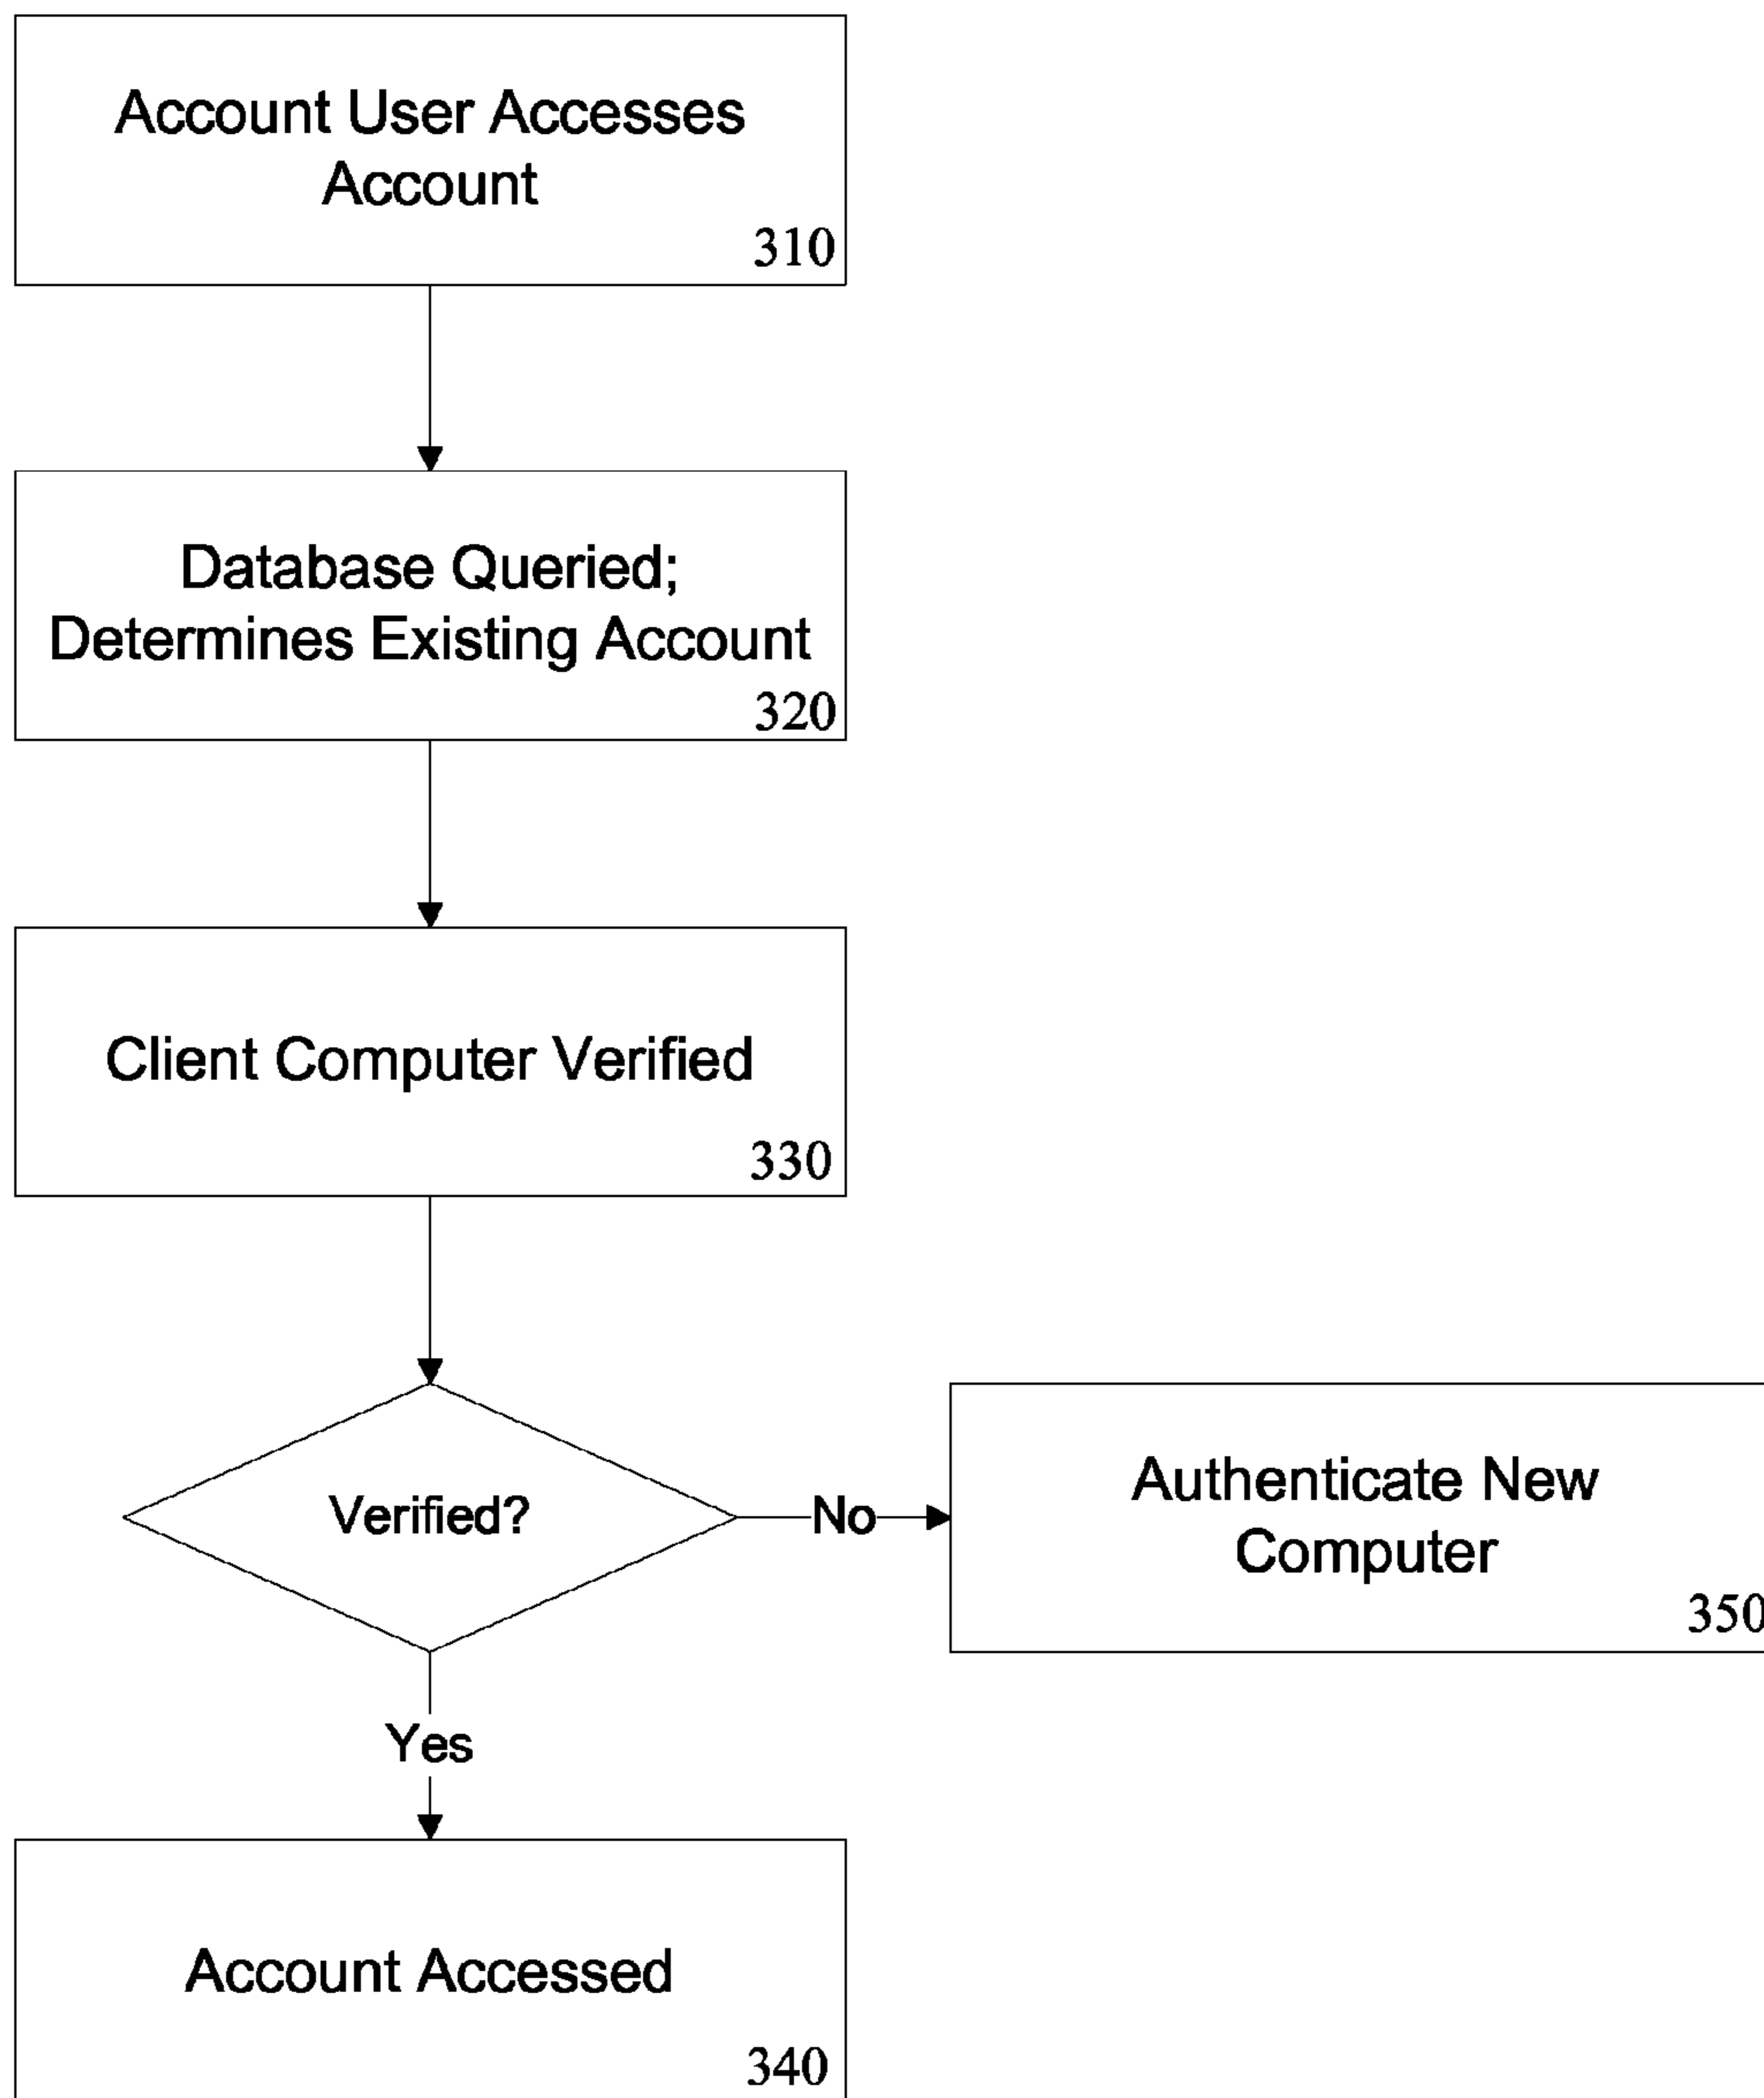 Account User Accesses
Account
310
Database Queried;
Determines Existing Account
320
Client Computer Verified
330
Verified?
No
Authenticate New
Computer
350
Yes
Account Accessed
340